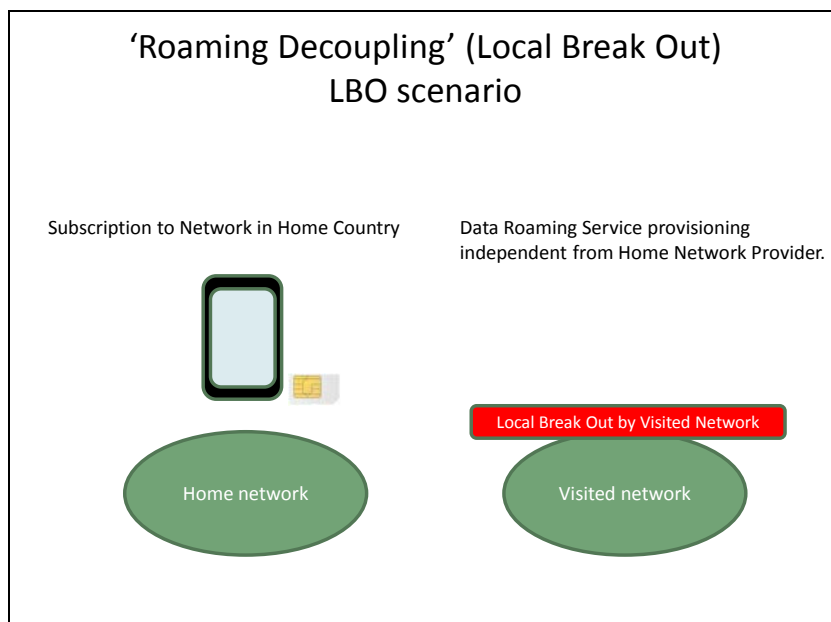 ‘Roaming Decoupling’ (Local Break Out)
LBO scenario
Subscription to Network in Home Country
Data Roaming Service provisioning
independent from Home Network Provider.
Local Break Out by Visited Network
Home network
Visited network